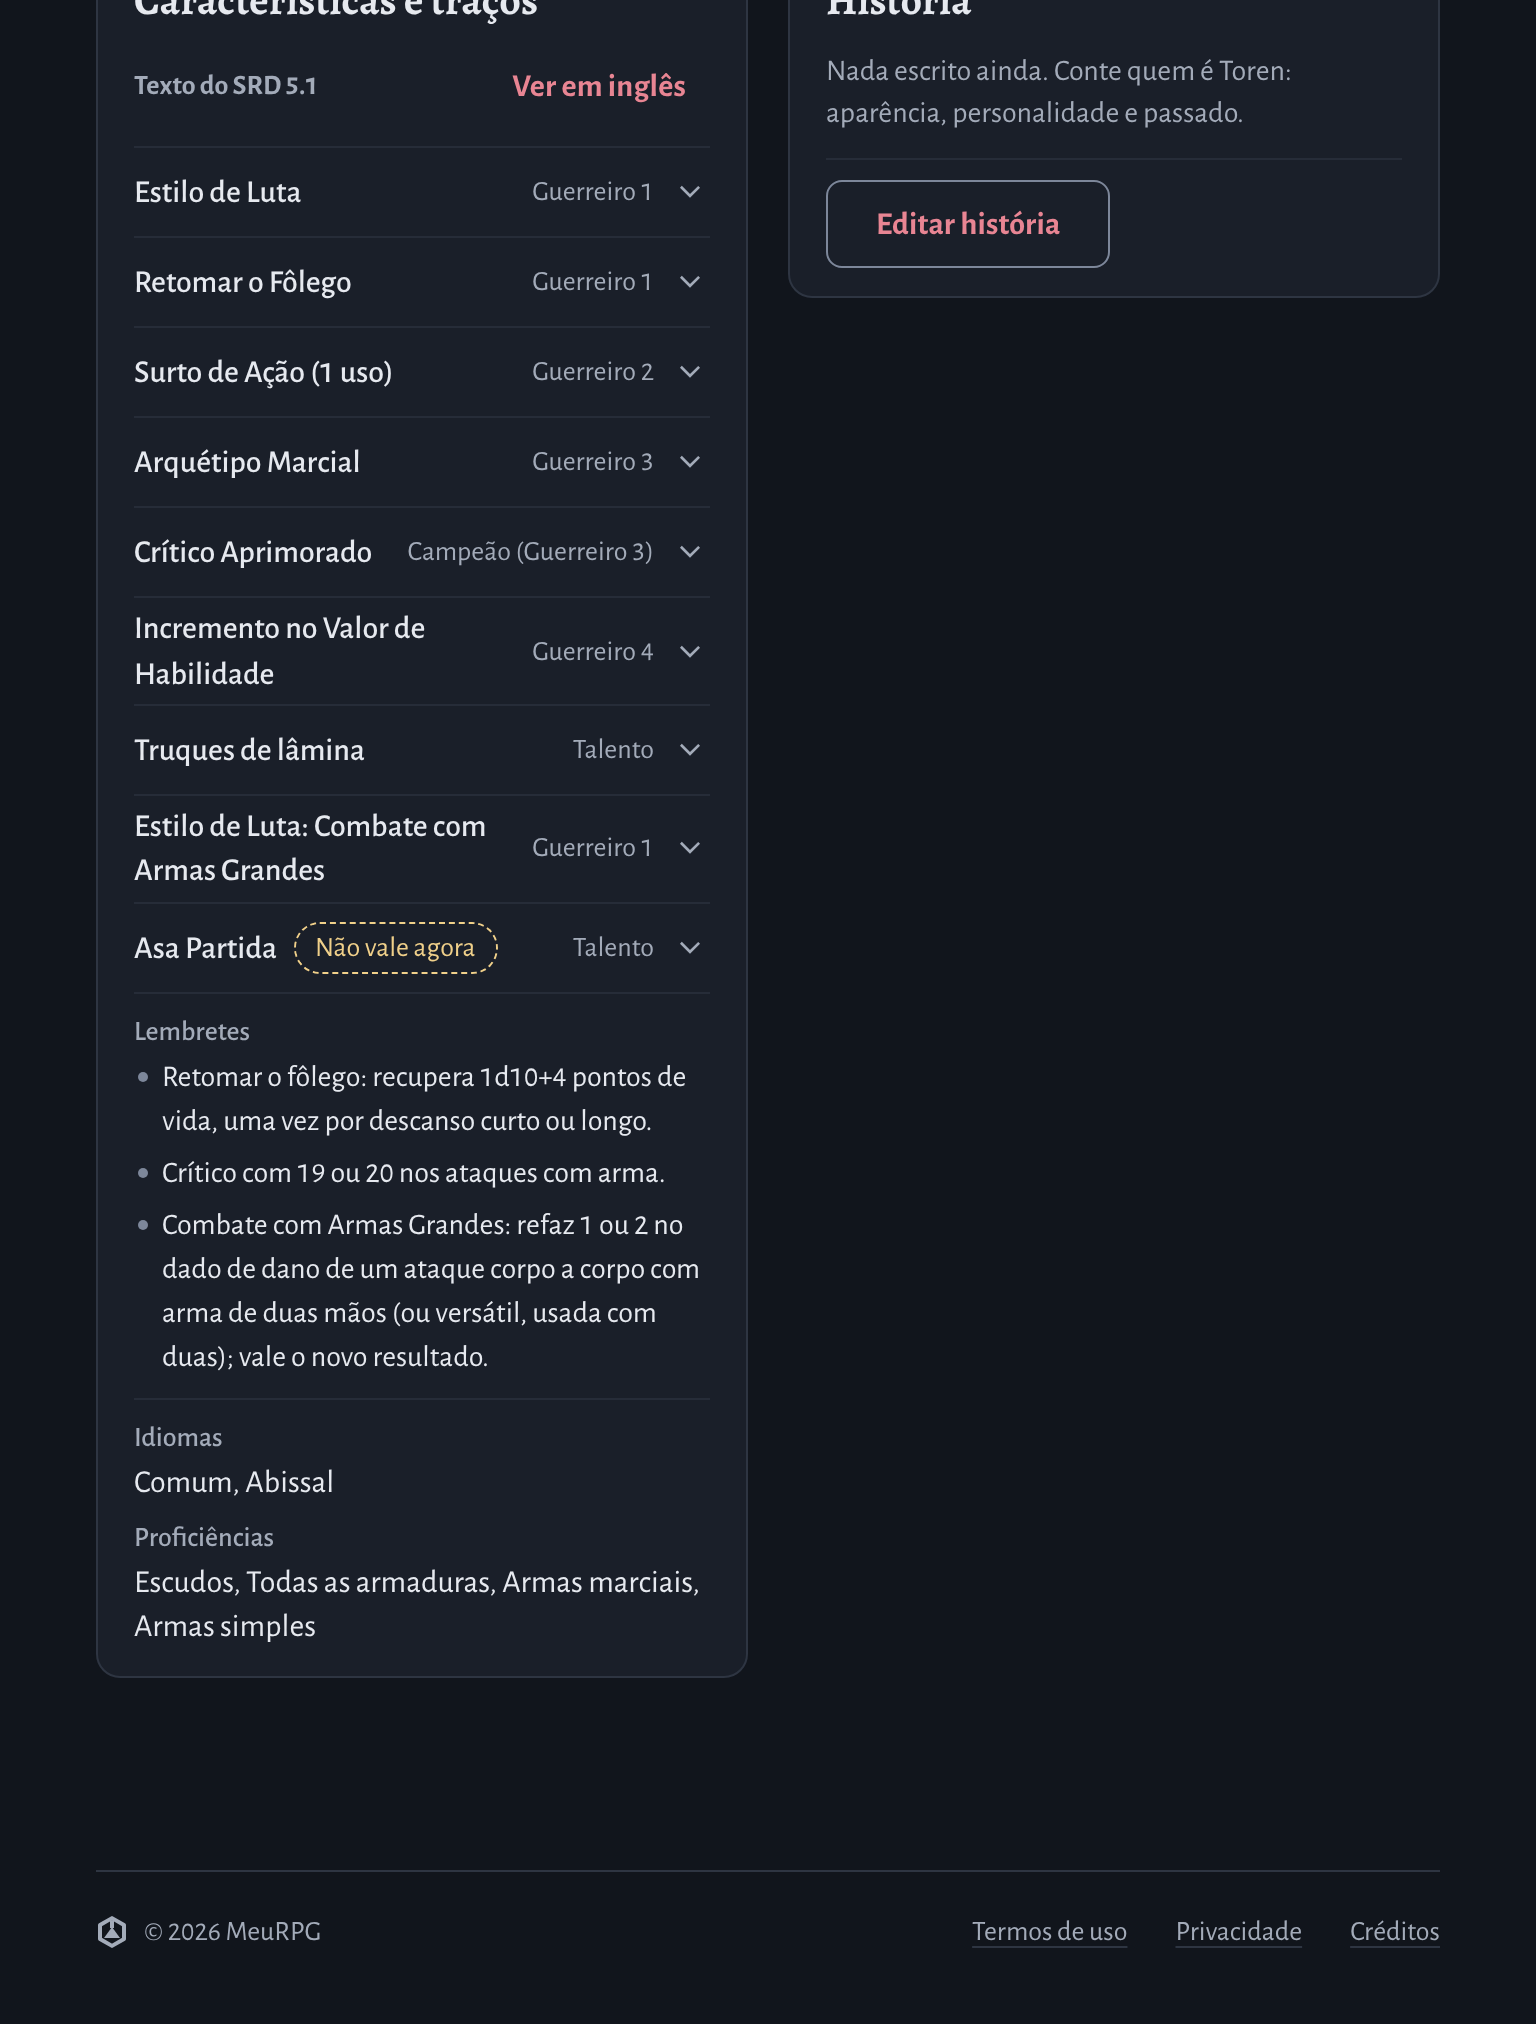 Características e traços
Texto do SRD 5.1
Ver em inglês
Estilo de Luta
Guerreiro 1
Retomar o Fôlego
Guerreiro 1
Surto de Ação (1 uso)
Guerreiro 2
Arquétipo Marcial
Guerreiro 3
Crítico Aprimorado
Campeão (Guerreiro 3)
Incremento no Valor de
Habilidade
Guerreiro 4
Truques de lâmina
Talento
Estilo de Luta: Combate com
Armas Grandes
Guerreiro 1
Asa Partida
Não vale agora
Talento
Lembretes
Retomar o fôlego: recupera 1d10+4 pontos de
vida, uma vez por descanso curto ou longo.
Crítico com 19 ou 20 nos ataques com arma.
Combate com Armas Grandes: refaz 1 ou 2 no
dado de dano de um ataque corpo a corpo com
arma de duas mãos (ou versátil, usada com
duas); vale o novo resultado.
Idiomas
Comum, Abissal
Proficiências
Escudos, Todas as armaduras, Armas marciais,
Armas simples
História
Nada escrito ainda. Conte quem é Toren:
aparência, personalidade e passado.
Editar história
© 2026 MeuRPG
Termos de uso
Privacidade
Créditos